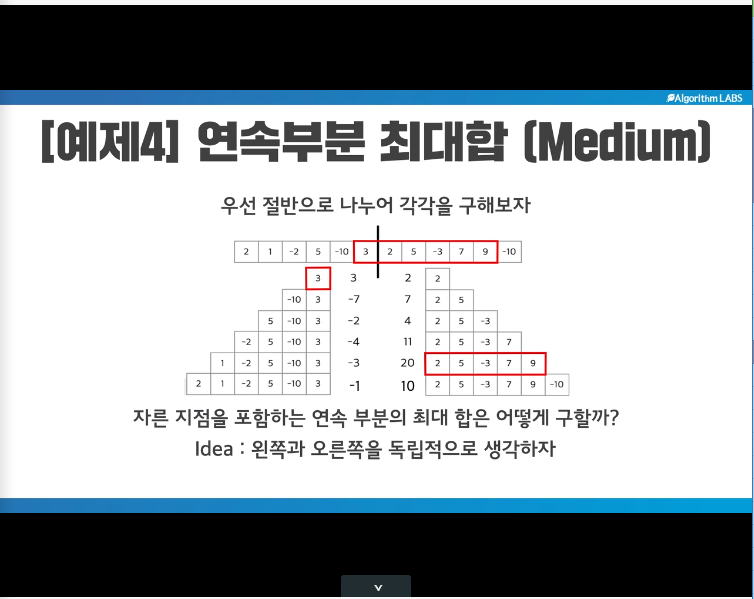 Algorithm LABS
[예제4] 연속부분 최대합 (Medium)
우선 절반으로 나누어 각각을 구해보자
2 1 -2 5 -10 3 2 5 -3 7 9 -10
3 3 2 2
-10 3 -7 7 2 5
5 -10 3 -2 4 2 5 -3
-2 5 -10 3 -4 11 2 5 -3 7
1 -2 5 -10 3 -3 20 2 5 -3 7 9
2 1 -2 5 -10 3 -1 10 2 5 -3 7 9 -10
자른 지점을 포함하는 연속 부분의 최대 합은 어떻게 구할까?
Idea : 왼쪽과 오른쪽을 독립적으로 생각하자